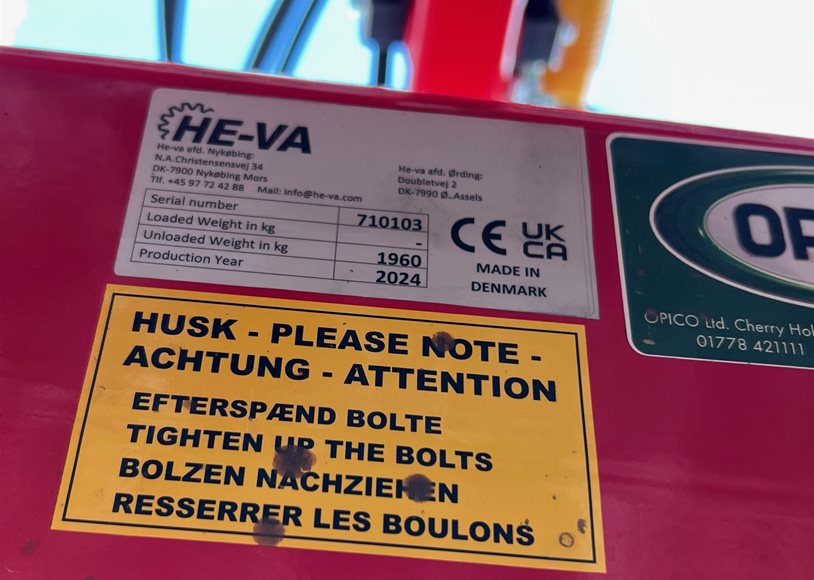 HE-VA
He-va afd. Nykøbing:
N.A.Christensensvej 34
DK-7900 Nykøbing Mors
Tlf. +45 97 72 42 88 Mail: info@he-va.com
He-va afd. Ørding:
Doubletvej 2
DK-7990 Ø..Assels
Serial number 710103
Loaded Weight in kg -
Unloaded Weight in kg 1960
Production Year 2024
CE UK
CA
MADE IN
DENMARK
OPICO Ltd. Cherry
01778 421111
HUSK - PLEASE NOTE -
ACHTUNG - ATTENTION
EFTERSPÆND BOLTE
TIGHTEN UP THE BOLTS
BOLZEN NACHZIEHEN
RESSERRER LES BOULONS